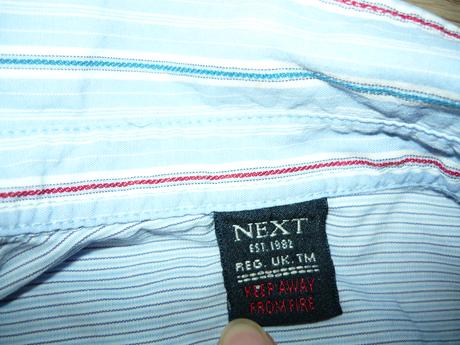 NEXT
EST. 1982
REG. UK. TM
KEEP AWAY
FROM FIRE